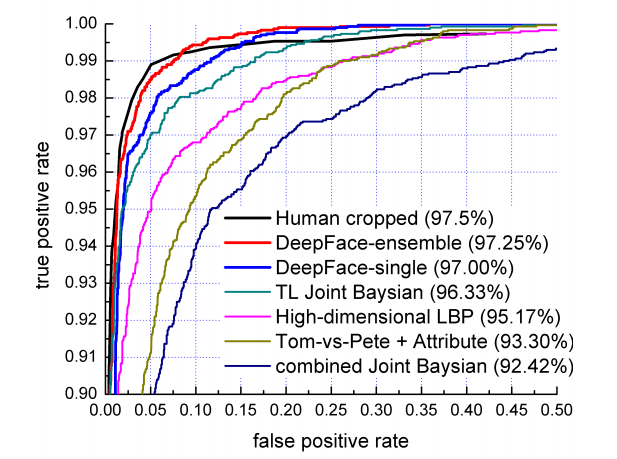 1.00
0.99
0.98
0.97
0.96
0.95
0.94
0.93
0.92
0.91
0.90
true positive rate
Human cropped (97.5%)
DeepFace-ensemble (97.25%)
DeepFace-single (97.00%)
TL Joint Baysian (96.33%)
High-dimensional LBP (95.17%)
Tom-vs-Pete + Attribute (93.30%)
combined Joint Baysian (92.42%)
0.00 0.05 0.10 0.15 0.20 0.25 0.30 0.35 0.40 0.45 0.50
false positive rate